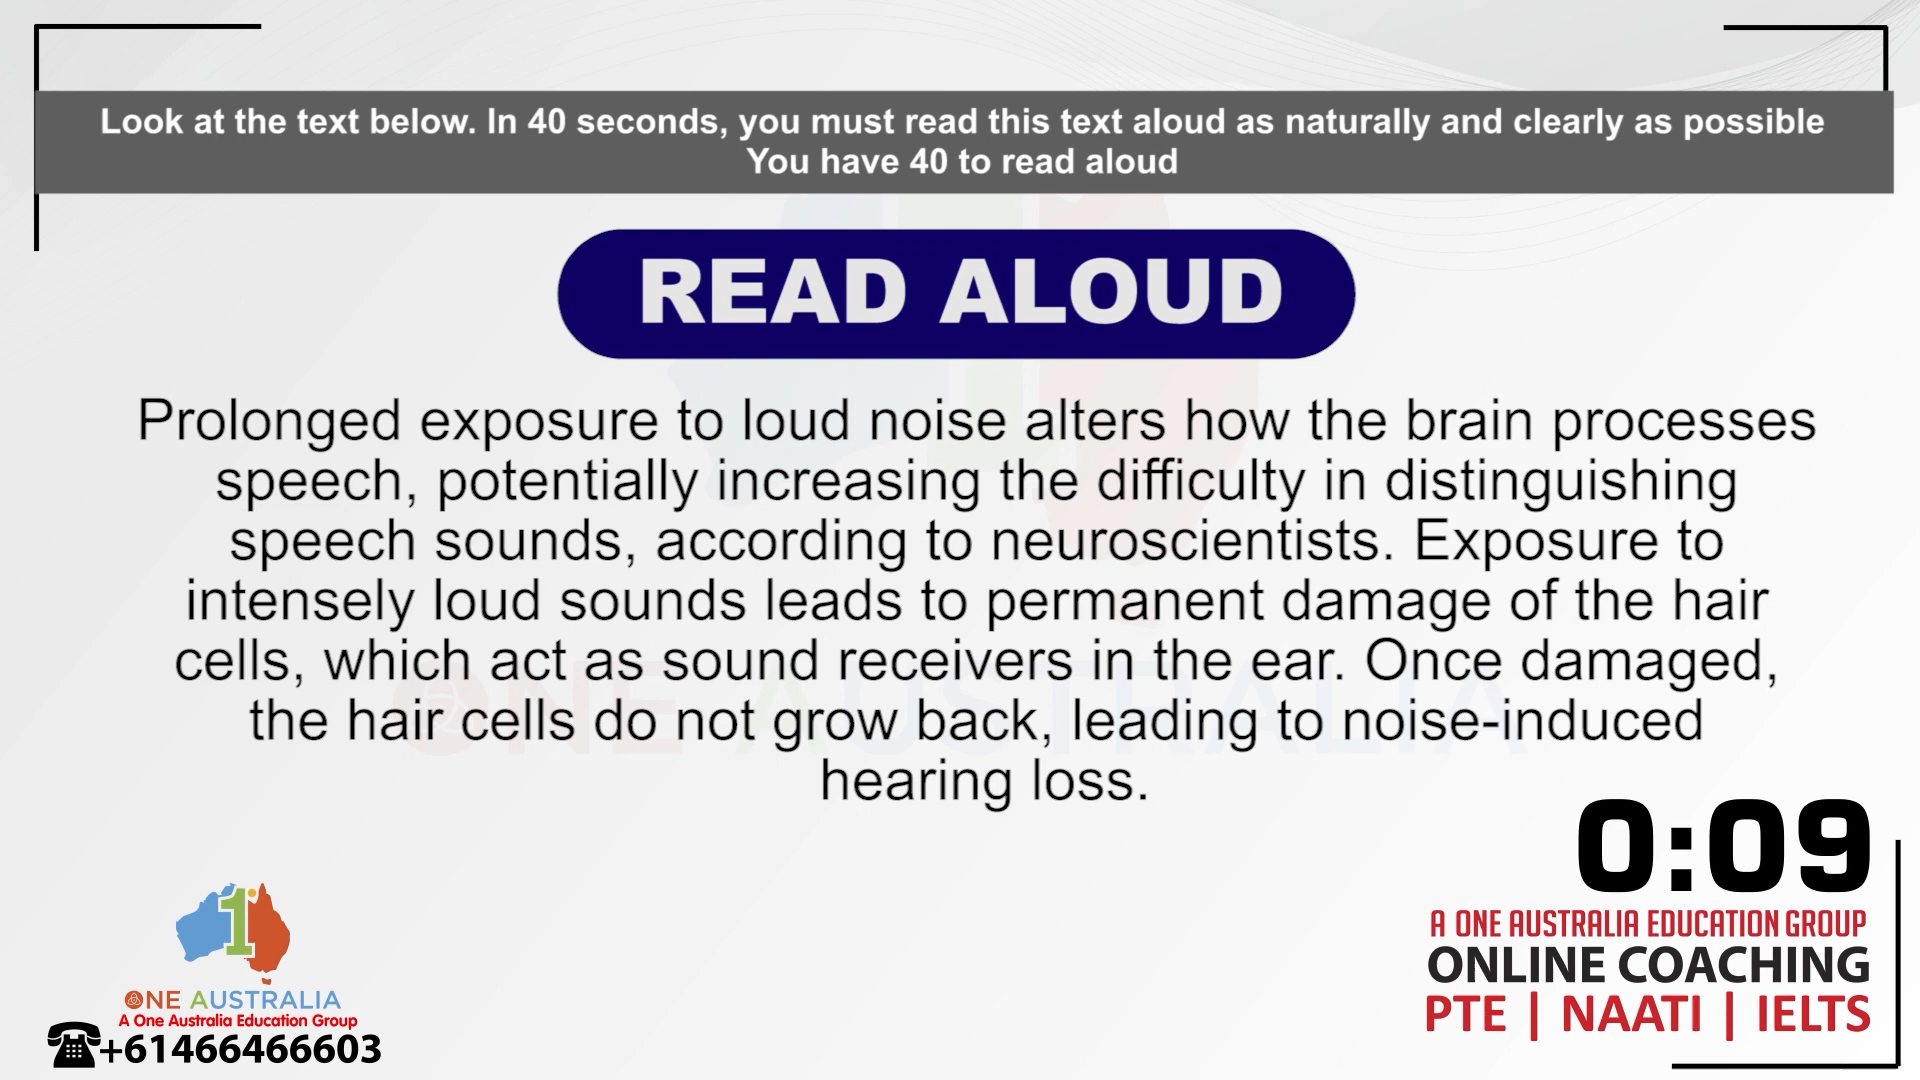 Look at the text below. In 40 seconds, you must read this text aloud as naturally and clearly as possible
You have 40 to read aloud
READ ALOUD
Prolonged exposure to loud noise alters how the brain processes
speech, potentially increasing the difficulty in distinguishing
speech sounds, according to neuroscientists. Exposure to
intensely loud sounds leads to permanent damage of the hair
cells, which act as sound receivers in the ear. Once damaged,
the hair cells do not grow back, leading to noise-induced
hearing loss.
ONE AUSTRALIA
0:09
A ONE AUSTRALIA EDUCATION GROUP
ONLINE COACHING
PTE | NAATI | IELTS
1
ONE AUSTRALIA
A One Australia Education Group
+61466466603